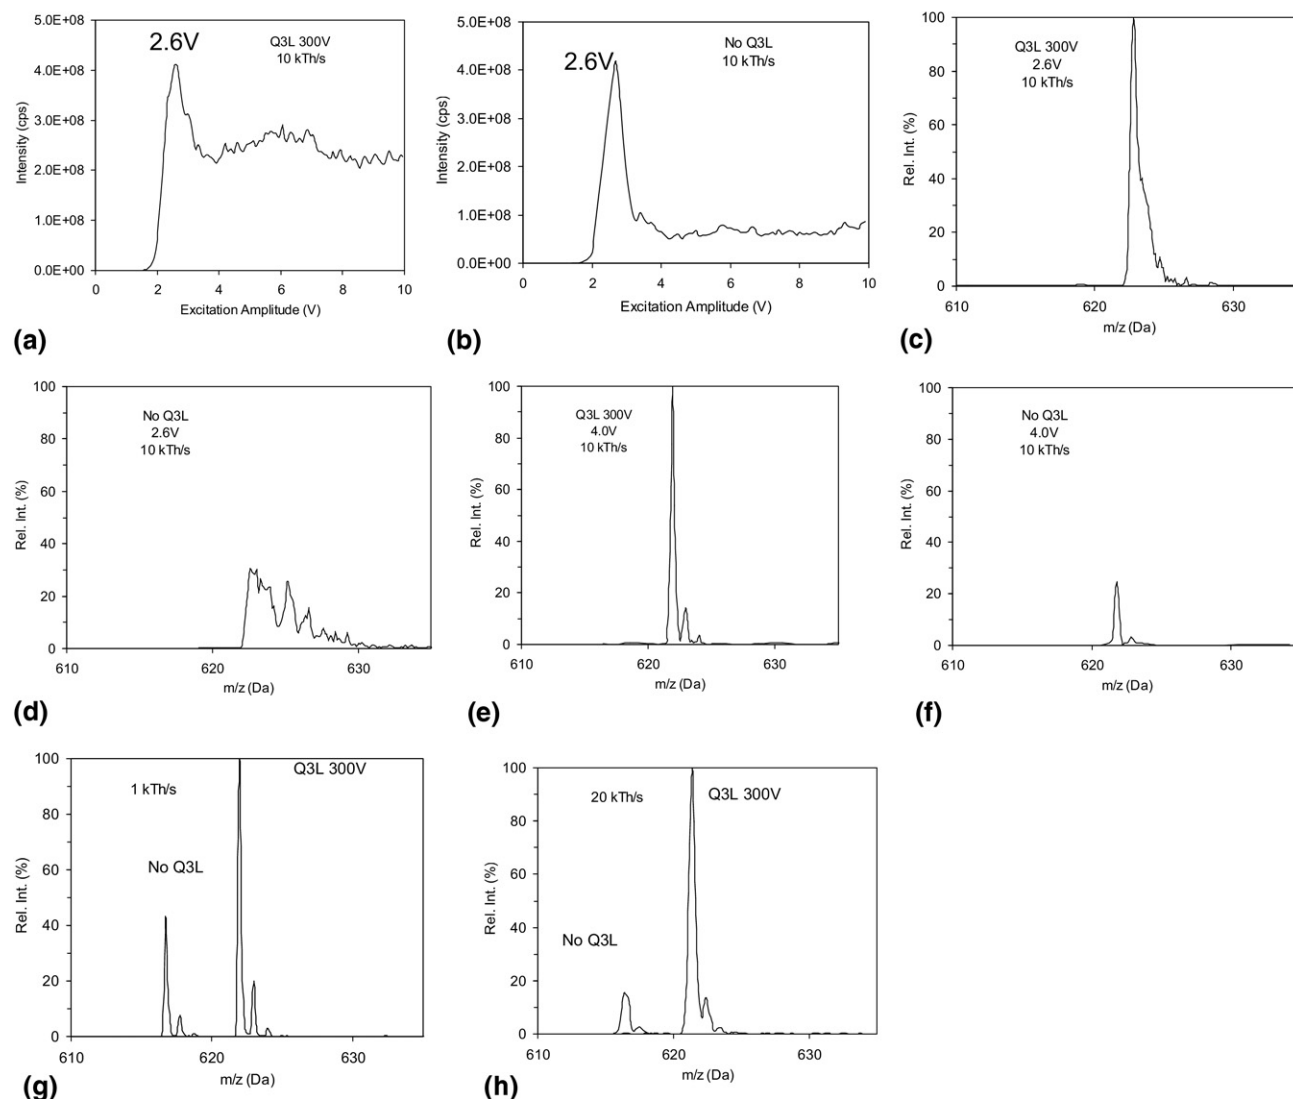 5.0E+08
4.0E+08
3.0E+08
2.0E+08
1.0E+08
0.0E+00
Intensity (cps)
2.6V
Q3L 300V
10 kTh/s
0 2 4 6 8 10
Excitation Amplitude (V)
(a)
5.0E+08
4.0E+08
3.0E+08
2.0E+08
1.0E+08
0.0E+00
Intensity (cps)
2.6V
No Q3L
10 kTh/s
0 2 4 6 8 10
Excitation Amplitude (V)
(b)
100
80
60
40
20
0
Rel. Int. (%)
Q3L 300V
2.6V
10 kTh/s
610 620 630
m/z (Da)
(c)
100
80
60
40
20
0
Rel. Int. (%)
No Q3L
2.6V
10 kTh/s
610 620 630
m/z (Da)
(d)
100
80
60
40
20
0
Rel. Int. (%)
Q3L 300V
4.0V
10 kTh/s
610 620 630
m/z (Da)
(e)
100
80
60
40
20
0
Rel. Int. (%)
No Q3L
4.0V
10 kTh/s
610 620 630
m/z (Da)
(f)
100
80
60
40
20
0
Rel. Int. (%)
Q3L 300V
1 kTh/s
No Q3L
610 620 630
m/z (Da)
(g)
100
80
60
40
20
0
Rel. Int. (%)
20 kTh/s
Q3L 300V
No Q3L
610 620 630
m/z (Da)
(h)